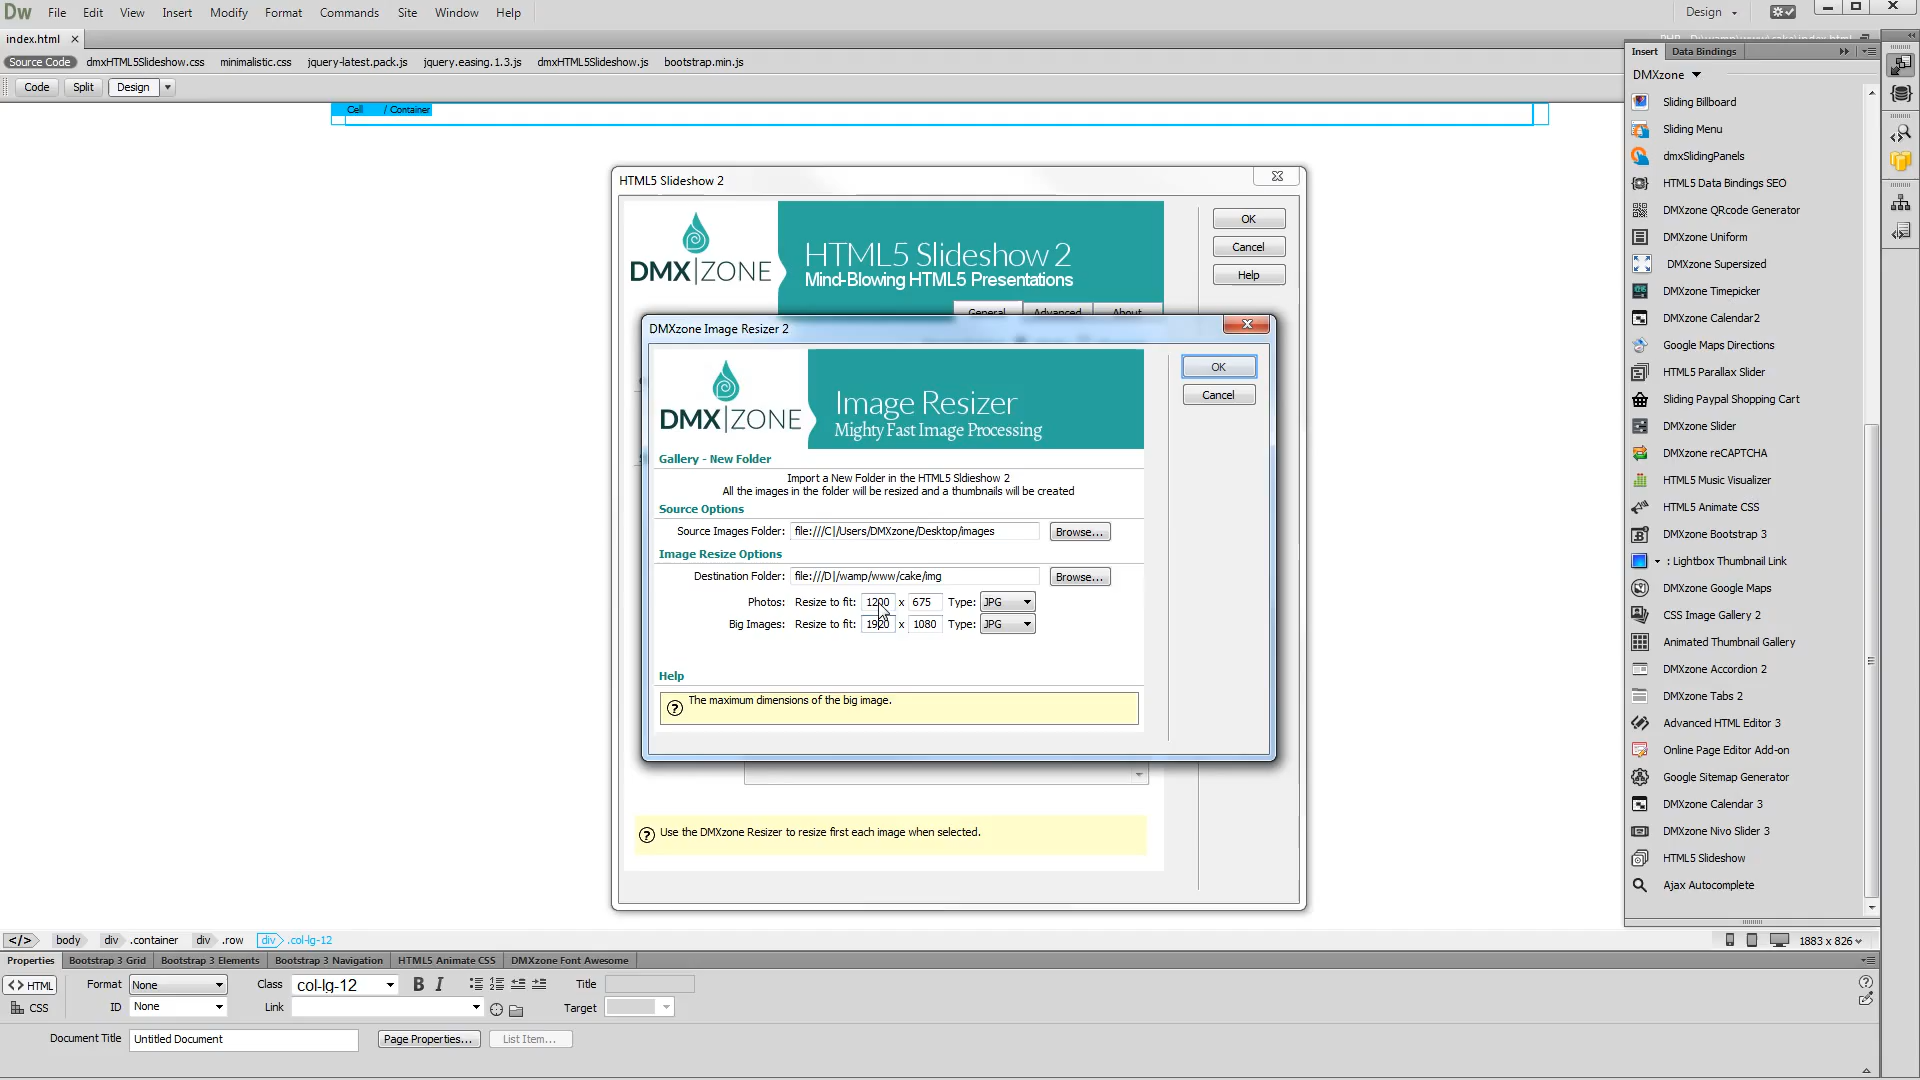 Dw File Edit View Insert Modify Format Commands Site Window Help Design
index.html
Source Code dmxHTML5Slideshow.css minimalistic.css jquery-latest.pack.js jquery.easing.1.3.js dmxHTML5Slideshow.js bootstrap.min.js
Code Split Design
Cell / Container
HTML5 Slideshow 2
DMX|ZONE
HTML5 Slideshow 2
Mind-Blowing HTML5 Presentations
General Advanced About
OK
Cancel
Help
DMXzone Image Resizer 2
DMX|ZONE
Image Resizer
Mighty Fast Image Processing
OK
Cancel
Gallery - New Folder
Import a New Folder in the HTML5 Sldieshow 2
All the images in the folder will be resized and a thumbnails will be created
Source Options
Source Images Folder: file:///C|/Users/DMXzone/Desktop/images Browse...
Image Resize Options
Destination Folder: file:///D|/wamp/www/cake/img Browse...
Photos: Resize to fit: 1200 x 675 Type: JPG
Big Images: Resize to fit: 1920 x 1080 Type: JPG
Help
The maximum dimensions of the big image.
Use the DMXzone Resizer to resize first each image when selected.
Insert Data Bindings
DMXzone
Sliding Billboard
Sliding Menu
dmxSlidingPanels
HTML5 Data Bindings SEO
DMXzone QRcode Generator
DMXzone Uniform
DMXzone Supersized
DMXzone Timepicker
DMXzone Calendar2
Google Maps Directions
HTML5 Parallax Slider
Sliding Paypal Shopping Cart
DMXzone Slider
DMXzone reCAPTCHA
HTML5 Music Visualizer
HTML5 Animate CSS
DMXzone Bootstrap 3
: Lightbox Thumbnail Link
DMXzone Google Maps
CSS Image Gallery 2
Animated Thumbnail Gallery
DMXzone Accordion 2
DMXzone Tabs 2
Advanced HTML Editor 3
Online Page Editor Add-on
Google Sitemap Generator
DMXzone Calendar 3
DMXzone Nivo Slider 3
HTML5 Slideshow
Ajax Autocomplete
</> body div .container div .row div .col-lg-12 1883 x 826
Properties Bootstrap 3 Grid Bootstrap 3 Elements Bootstrap 3 Navigation HTML5 Animate CSS DMXzone Font Awesome
<> HTML Format None Class col-lg-12 B I Title
CSS ID None Link Target
Document Title Untitled Document Page Properties... List Item...